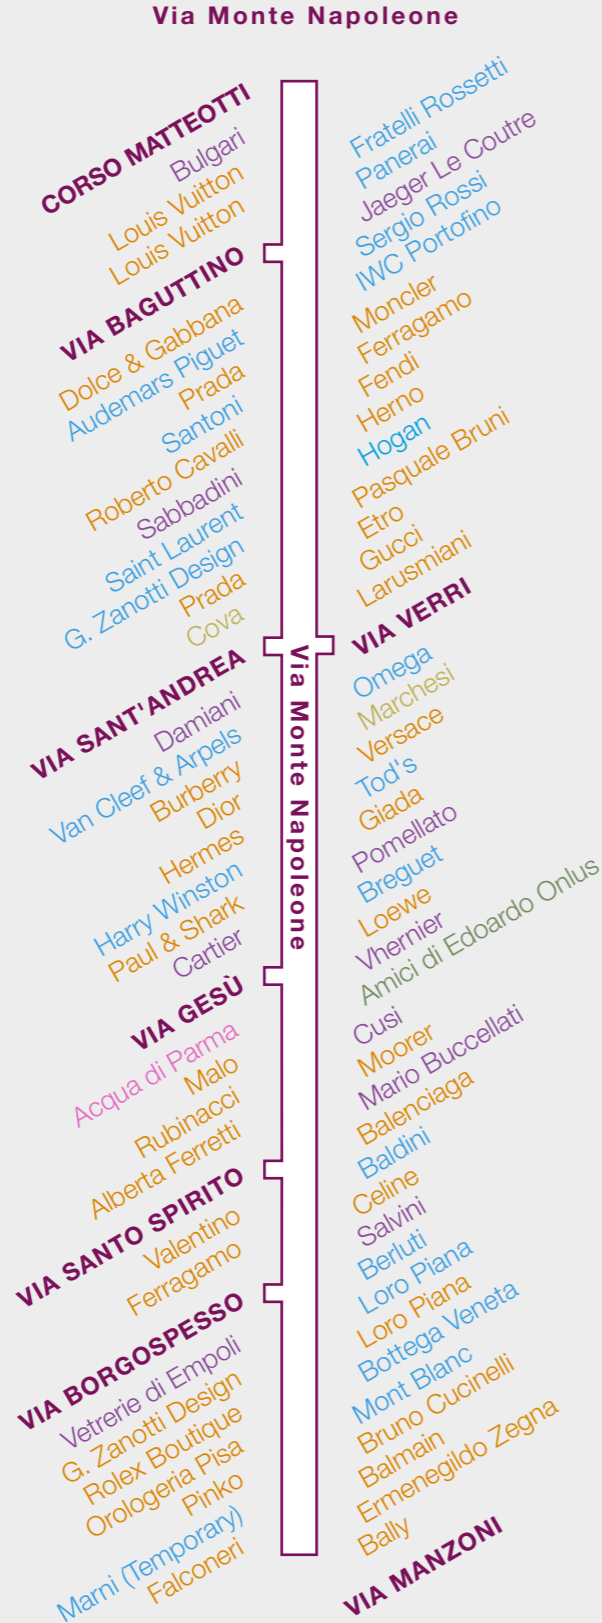 Via Monte Napoleone
CORSO MATTEOTTI
Bulgari
Louis Vuitton
Louis Vuitton
VIA BAGUTTINO
Dolce & Gabbana
Audemars Piguet
Prada
Santoni
Roberto Cavalli
Sabbadini
Saint Laurent
G. Zanotti Design
Prada
Cova
VIA SANT'ANDREA
Damiani
Van Cleef & Arpels
Burberry
Dior
Hermes
Harry Winston
Paul & Shark
Cartier
VIA GESÙ
Acqua di Parma
Malo
Rubinacci
Alberta Ferretti
VIA SANTO SPIRITO
Valentino
Ferragamo
VIA BORGOSPESSO
Vetrerie di Empoli
G. Zanotti Design
Rolex Boutique
Orologeria Pisa
Pinko
Marni (Temporary)
Falconeri
Via Monte Napoleone
Fratelli Rossetti
Panerai
Jaeger Le Coutre
Sergio Rossi
IWC Portofino
Moncler
Ferragamo
Fendi
Herno
Hogan
Pasquale Bruni
Etro
Gucci
Larusmiani
VIA VERRI
Omega
Marchesi
Versace
Tod's
Giada
Pomellato
Breguet
Loewe
Vhernier
Amici di Edoardo Onlus
Cusi
Moorer
Mario Buccellati
Balenciaga
Baldini
Celine
Salvini
Berluti
Loro Piana
Loro Piana
Bottega Veneta
Mont Blanc
Bruno Cucinelli
Balmain
Ermenegildo Zegna
Bally
VIA MANZONI